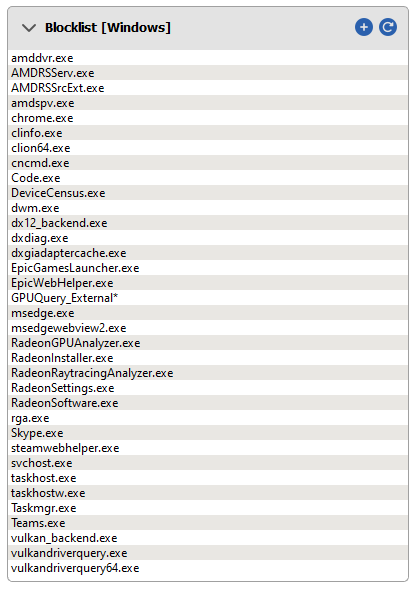 Blocklist [Windows]
amddvr.exe
AMDRSServ.exe
AMDRSSrcExt.exe
amdspv.exe
chrome.exe
clinfo.exe
clion64.exe
cncmd.exe
Code.exe
DeviceCensus.exe
dwm.exe
dx12_backend.exe
dxdiag.exe
dxgiadaptercache.exe
EpicGamesLauncher.exe
EpicWebHelper.exe
GPUQuery_External*
msedge.exe
msedgewebview2.exe
RadeonGPUAnalyzer.exe
RadeonInstaller.exe
RadeonRaytracingAnalyzer.exe
RadeonSettings.exe
RadeonSoftware.exe
rga.exe
Skype.exe
steamwebhelper.exe
svchost.exe
taskhost.exe
taskhostw.exe
Taskmgr.exe
Teams.exe
vulkan_backend.exe
vulkandriverquery.exe
vulkandriverquery64.exe